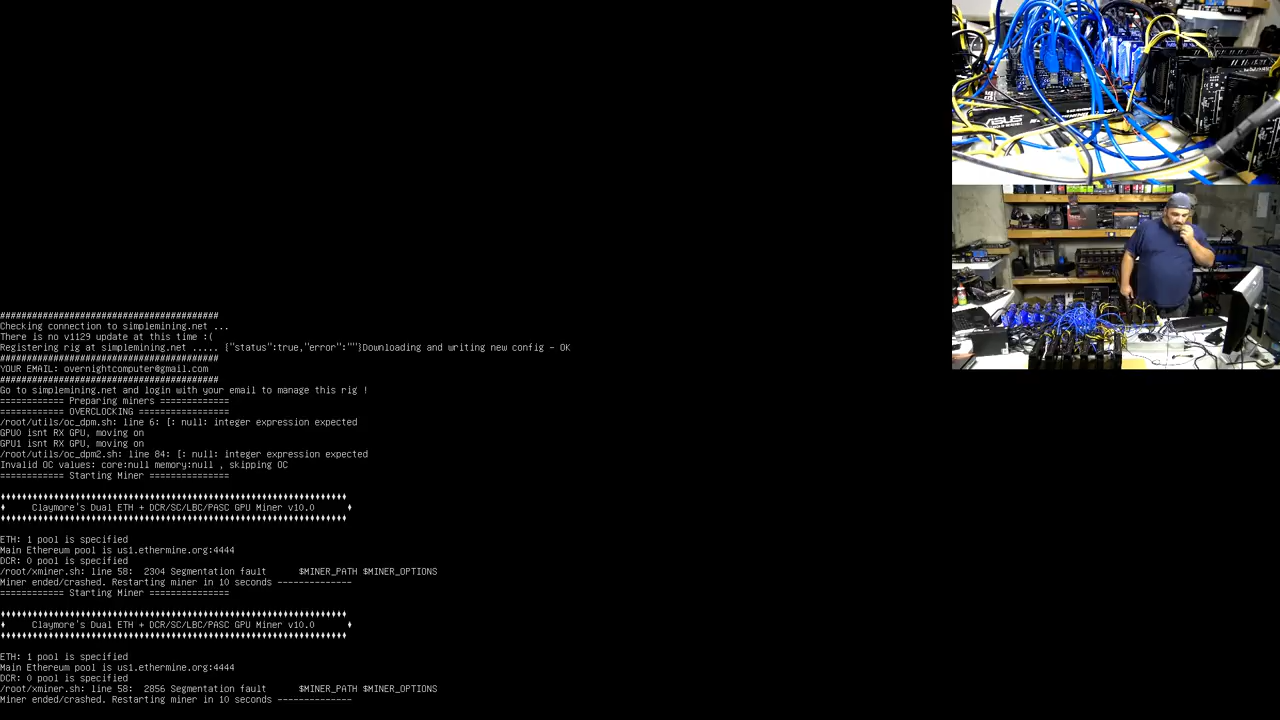 #########################################
Checking connection to simplemining.net ...
There is no v1129 update at this time :(
Registering rig at simplemining.net ..... {"status":true,"error":""}Downloading and writing new config - OK
#########################################
YOUR EMAIL: overnightcomputer@gmail.com
#########################################
Go to simplemining.net and login with your email to manage this rig !
============ Preparing miners =============
============ OVERCLOCKING =================
/root/utils/oc_dpm.sh: line 6: [: null: integer expression expected
GPU0 isnt RX GPU, moving on
GPU1 isnt RX GPU, moving on
/root/utils/oc_dpm2.sh: line 84: [: null: integer expression expected
Invalid OC values: core:null memory:null , skipping OC
============ Starting Miner ===============
Claymore's Dual ETH + DCR/SC/LBC/PASC GPU Miner v10.0
ETH: 1 pool is specified
Main Ethereum pool is us1.ethermine.org:4444
DCR: 0 pool is specified
/root/xminer.sh: line 58:  2304 Segmentation fault      $MINER_PATH $MINER_OPTIONS
Miner ended/crashed. Restarting miner in 10 seconds --------------
============ Starting Miner ===============
Claymore's Dual ETH + DCR/SC/LBC/PASC GPU Miner v10.0
ETH: 1 pool is specified
Main Ethereum pool is us1.ethermine.org:4444
DCR: 0 pool is specified
/root/xminer.sh: line 58:  2856 Segmentation fault      $MINER_PATH $MINER_OPTIONS
Miner ended/crashed. Restarting miner in 10 seconds --------------
ASUS